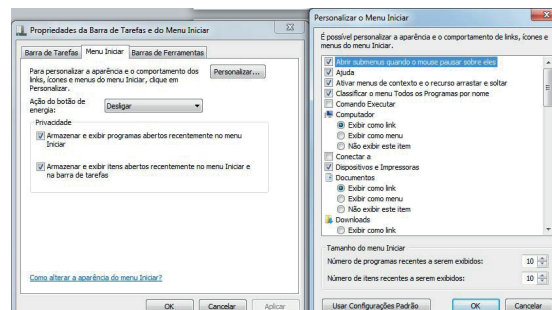 Propriedades da Barra de Tarefas e do Menu Iniciar
Barra de Tarefas Menu Iniciar Barras de Ferramentas
Para personalizar a aparência e o comportamento dos
links, ícones e menus do menu Iniciar, clique em
Personalizar.
Personalizar...
Ação do botão de
energia:
Desligar
Privacidade
Armazenar e exibir programas abertos recentemente no menu
Iniciar
Armazenar e exibir itens abertos recentemente no menu Iniciar e
na barra de tarefas
Como alterar a aparência do menu Iniciar?
OK Cancelar Aplicar
Personalizar o Menu Iniciar
É possível personalizar a aparência e o comportamento de links, ícones e
menus do menu Iniciar.
Abrir submenus quando o mouse pausar sobre eles
Ajuda
Ativar menus de contexto e o recurso arrastar e soltar
Classificar o menu Todos os Programas por nome
Comando Executar
Computador
Exibir como link
Exibir como menu
Não exibir este item
Conectar a
Dispositivos e Impressoras
Documentos
Exibir como link
Exibir como menu
Não exibir este item
Downloads
Exibir como link
Tamanho do menu Iniciar
Número de programas recentes a serem exibidos: 10
Número de itens recentes a serem exibidos: 10
Usar Configurações Padrão OK Cancelar